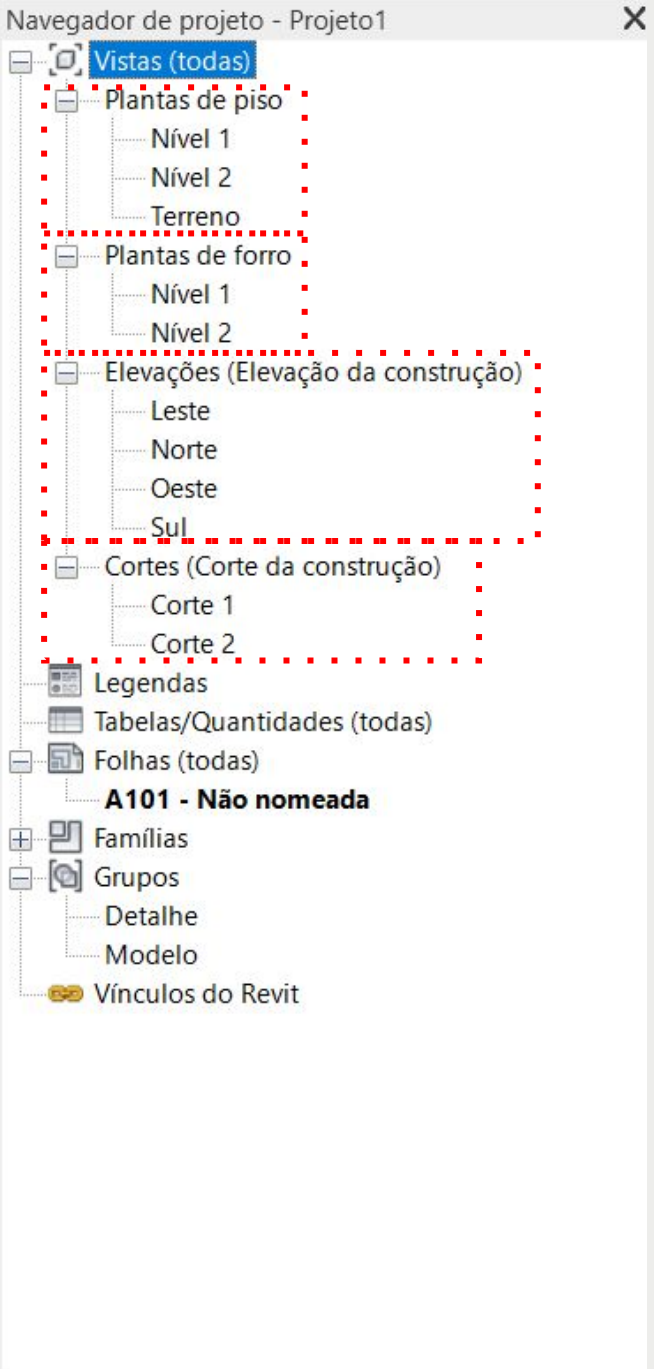 Navegador de projeto - Projeto1
Vistas (todas)
Plantas de piso
Nível 1
Nível 2
Terreno
Plantas de forro
Nível 1
Nível 2
Elevações (Elevação da construção)
Leste
Norte
Oeste
Sul
Cortes (Corte da construção)
Corte 1
Corte 2
Legendas
Tabelas/Quantidades (todas)
Folhas (todas)
A101 - Não nomeada
Famílias
Grupos
Detalhe
Modelo
Vínculos do Revit